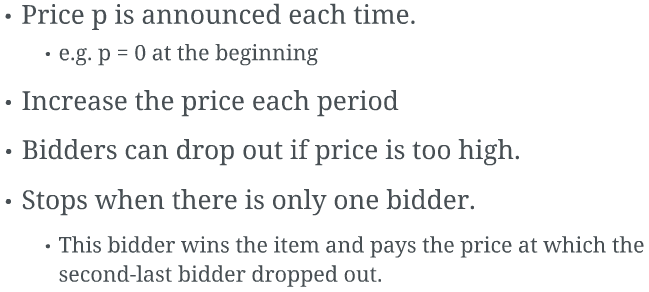 • Price p is announced each time.
• e.g. p = 0 at the beginning
• Increase the price each period
• Bidders can drop out if price is too high.
• Stops when there is only one bidder.
• This bidder wins the item and pays the price at which the
second-last bidder dropped out.